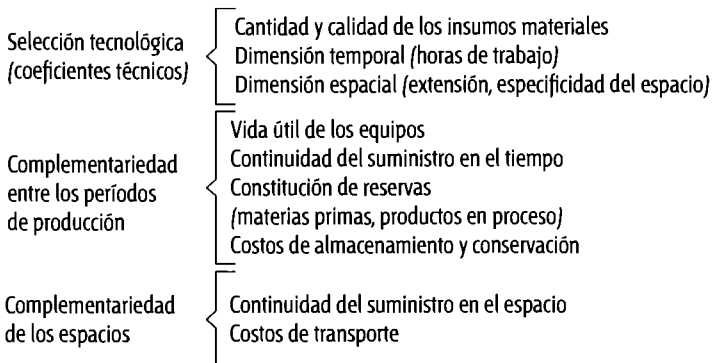 Selección tecnológica
(coeficientes técnicos)
Cantidad y calidad de los insumos materiales
Dimensión temporal (horas de trabajo)
Dimensión espacial (extensión, especificidad del espacio)
Complementariedad
entre los períodos
de producción
Vida útil de los equipos
Continuidad del suministro en el tiempo
Constitución de reservas
(materias primas, productos en proceso)
Costos de almacenamiento y conservación
Complementariedad
de los espacios
Continuidad del suministro en el espacio
Costos de transporte